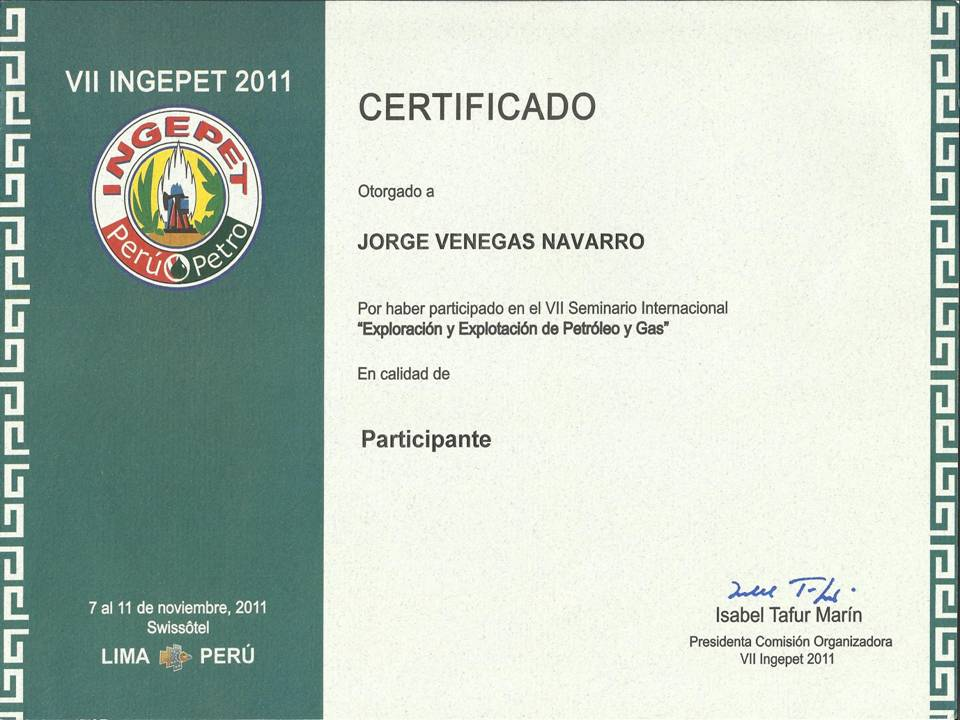 VII INGEPET 2011
INGEPET
Perú Petro
7 al 11 de noviembre, 2011
Swissôtel
LIMA PERÚ
CERTIFICADO
Otorgado a
JORGE VENEGAS NAVARRO
Por haber participado en el VII Seminario Internacional
“Exploración y Explotación de Petróleo y Gas”
En calidad de
Participante
Isabel Tafur Marín
Presidenta Comisión Organizadora
VII Ingepet 2011